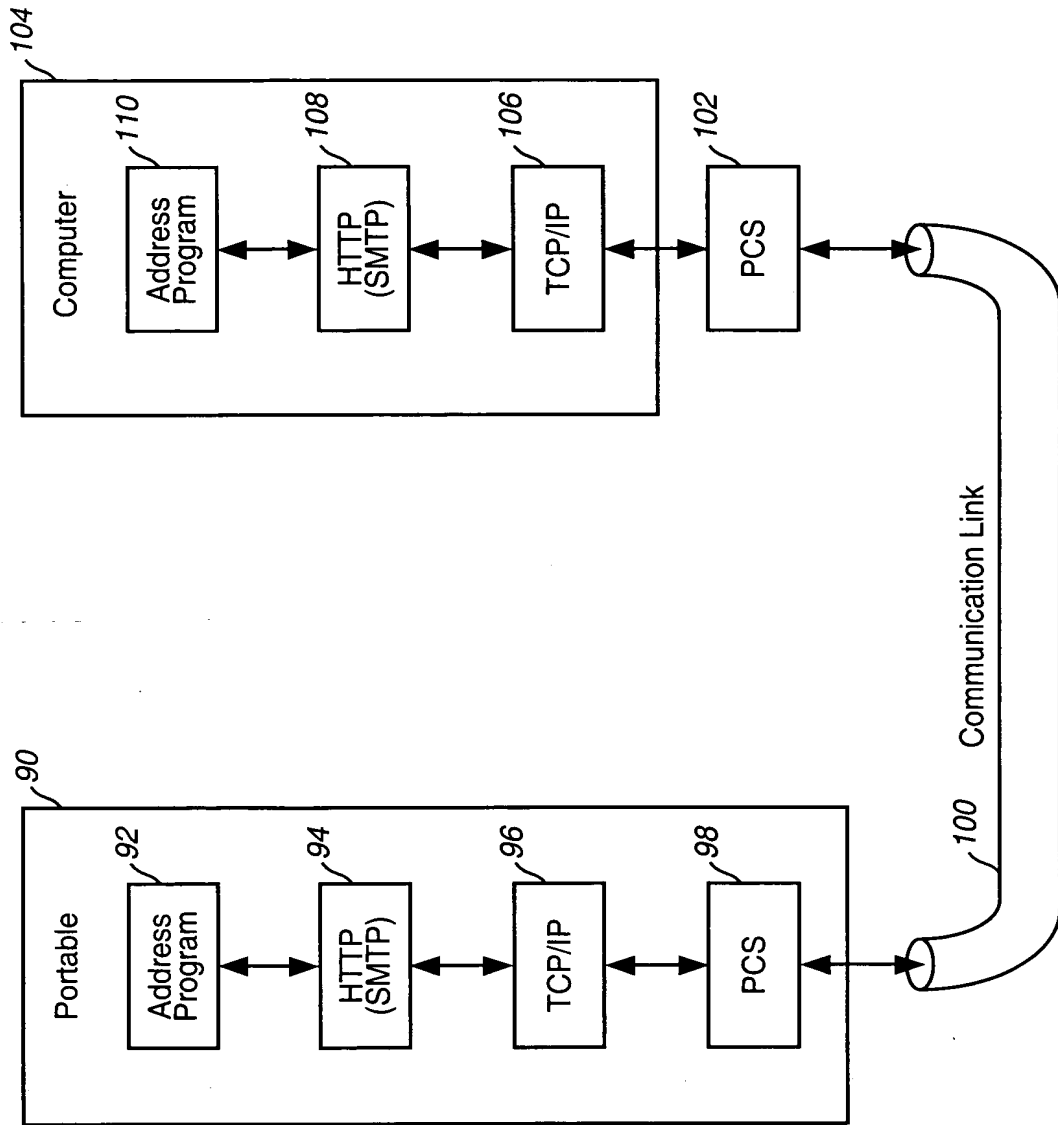 Portable
90
Address
Program
92
HTTP
(SMTP)
94
TCP/IP
96
PCS
98
100
Communication Link
Computer
104
Address
Program
110
HTTP
(SMTP)
108
TCP/IP
106
PCS
102